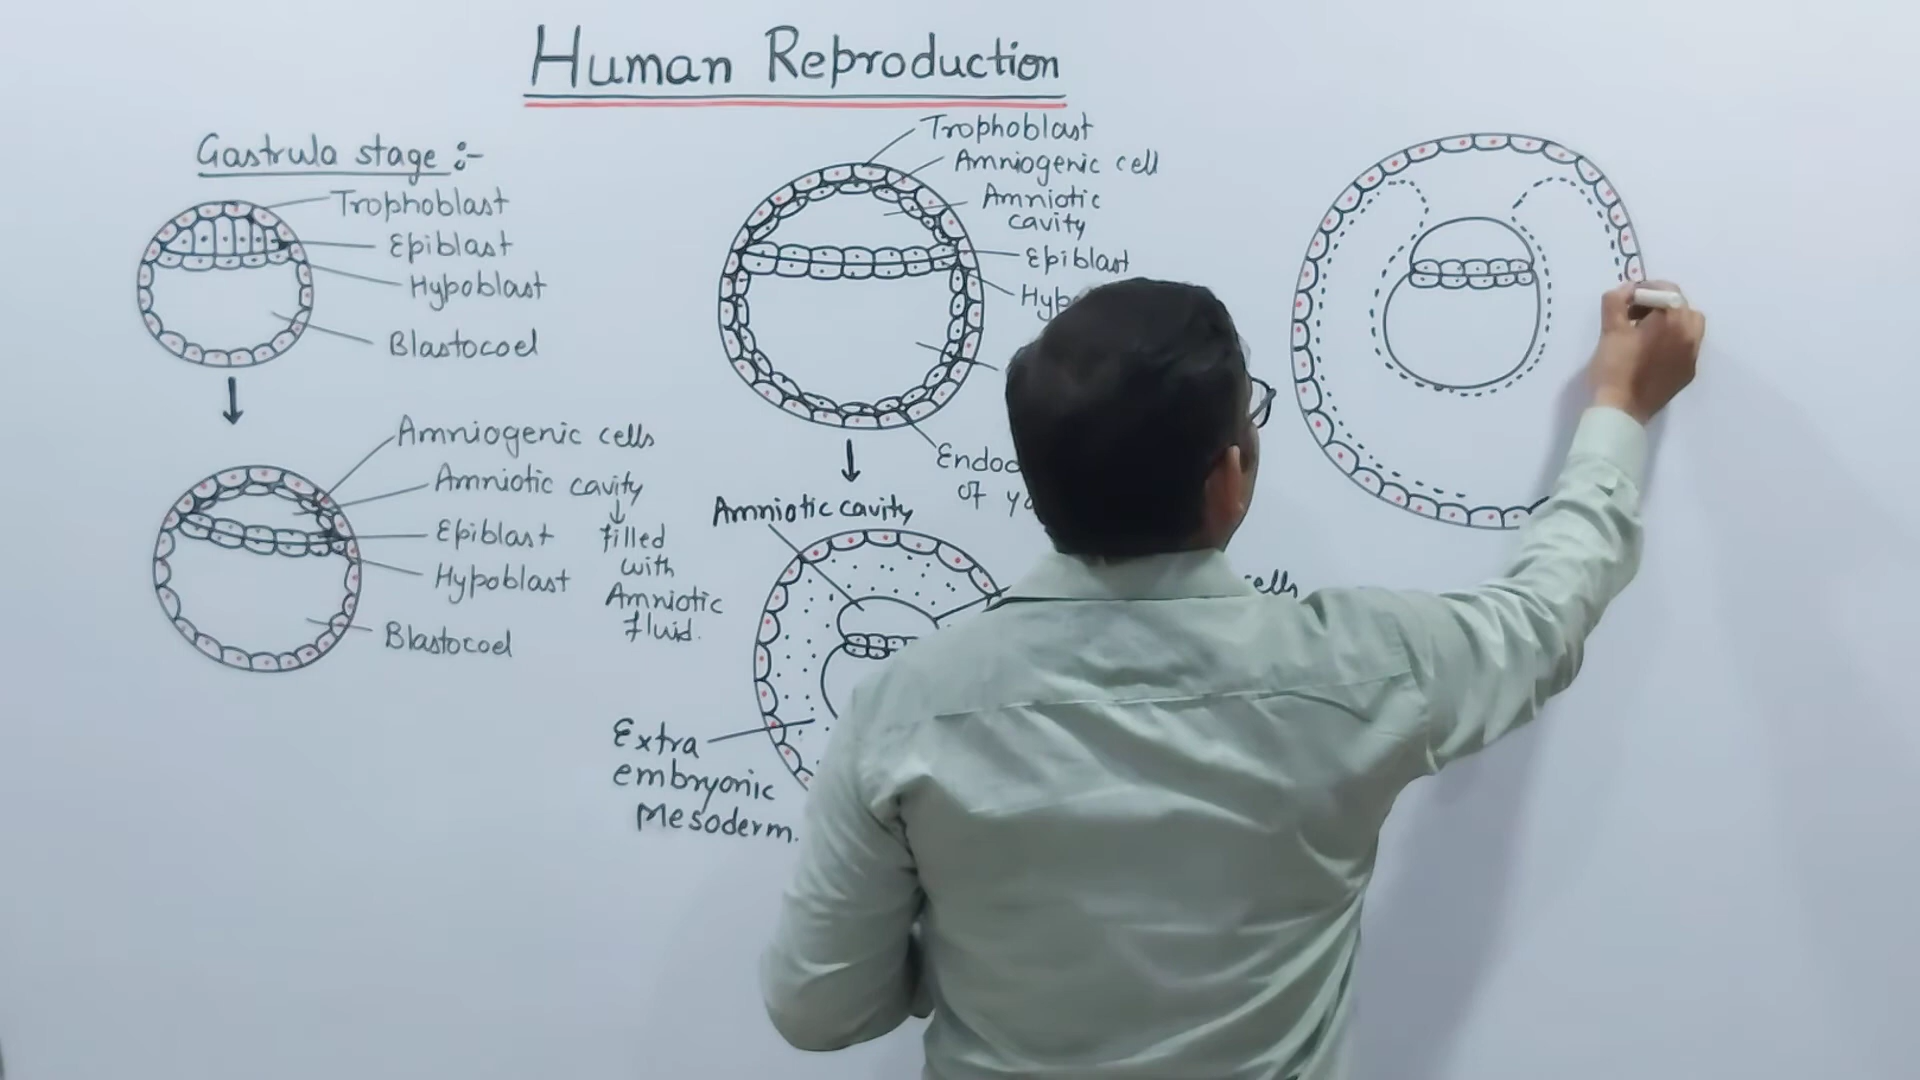 Human Reproduction
Gastrula stage :-
Trophoblast
Epiblast
Hypoblast
Blastocoel
Amniogenic cells
Amniotic cavity
filled
with
Amniotic
fluid.
Epiblast
Hypoblast
Blastocoel
Trophoblast
Amniogenic cell
Amniotic
cavity
Epiblast
of
Amniotic cavity
Extra
embryonic
Mesoderm.